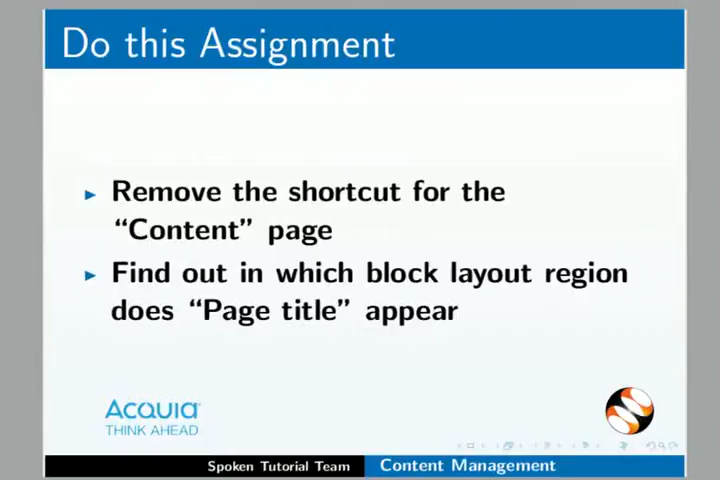 Do this Assignment
Remove the shortcut for the
“Content” page
Find out in which block layout region
does “Page title” appear
Acquia
THINK AHEAD
Spoken Tutorial Team
Content Management